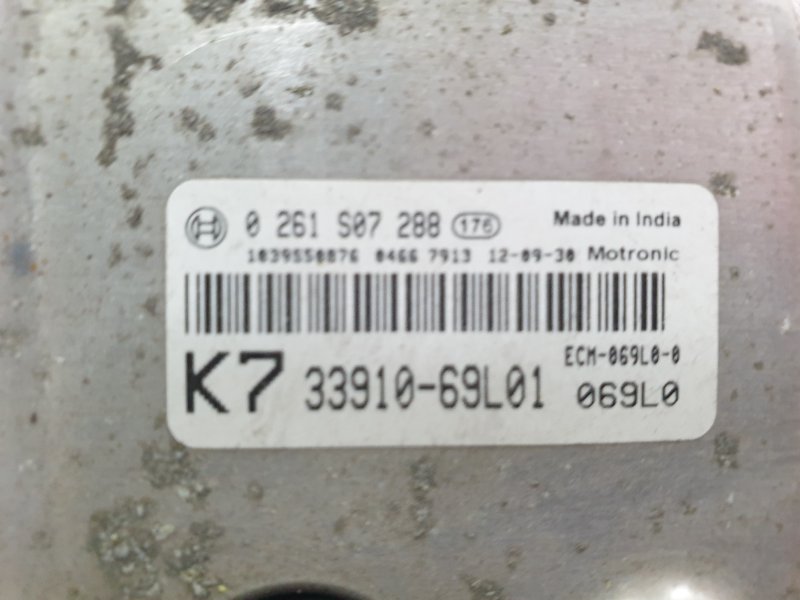 0 261 S07 288 176 Made in India
1039S50876 0466 7913 12-09-30 Motronic
K7 33910-69L01 ECM-069L0-0
069L0